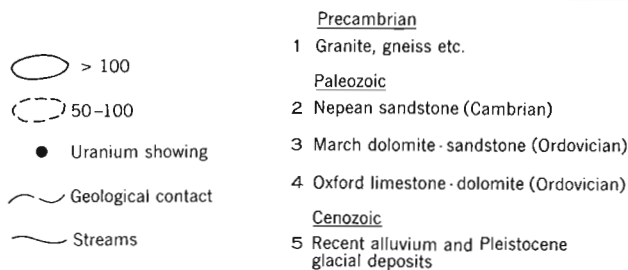 > 100
50-100
Uranium showing
Geological contact
Streams
Precambrian
1 Granite, gneiss etc.
Paleozoic
2 Nepean sandstone (Cambrian)
3 March dolomite · sandstone (Ordovician)
4 Oxford limestone · dolomite (Ordovician)
Cenozoic
5 Recent alluvium and Pleistocene
glacial deposits